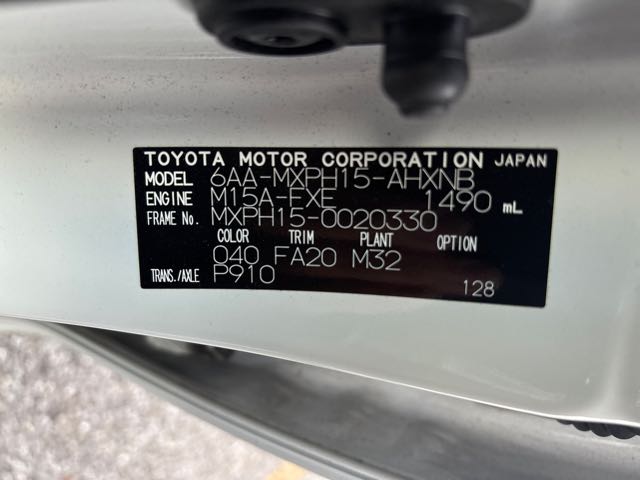 TOYOTA MOTOR CORPORATION JAPAN
MODEL 6AA-MXPH15-AHXNB
ENGINE M15A-FXE 1490 mL
FRAME No. MXPH15-0020330
COLOR TRIM PLANT OPTION
040 FA20 M32
TRANS./AXLE P910
128